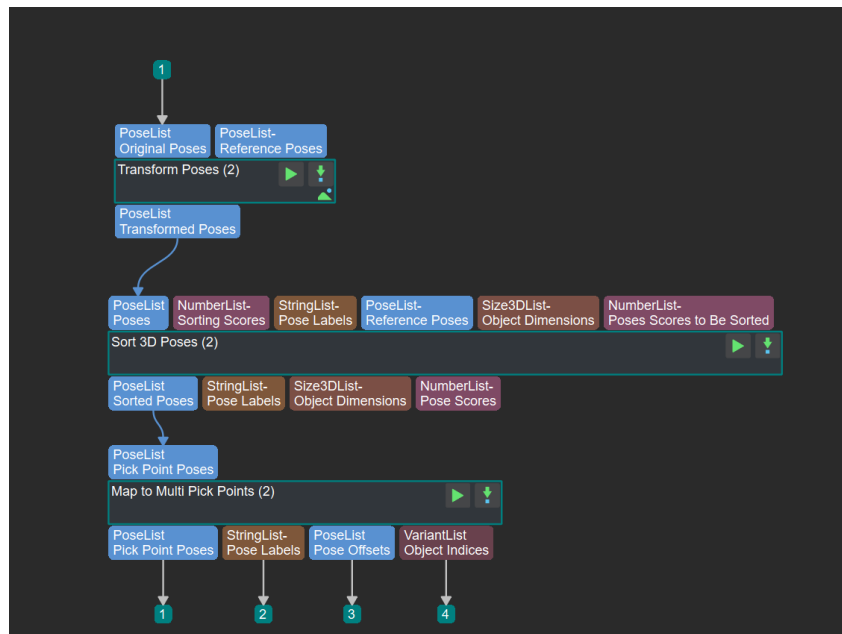 1
PoseList
Original Poses
PoseList-
Reference Poses
Transform Poses (2)
PoseList
Transformed Poses
PoseList
Poses
NumberList-
Sorting Scores
StringList-
Pose Labels
PoseList-
Reference Poses
Size3DList-
Object Dimensions
NumberList-
Poses Scores to Be Sorted
Sort 3D Poses (2)
PoseList
Sorted Poses
StringList-
Pose Labels
Size3DList-
Object Dimensions
NumberList-
Pose Scores
PoseList
Pick Point Poses
Map to Multi Pick Points (2)
PoseList
Pick Point Poses
StringList-
Pose Labels
PoseList
Pose Offsets
VariantList
Object Indices
1
2
3
4